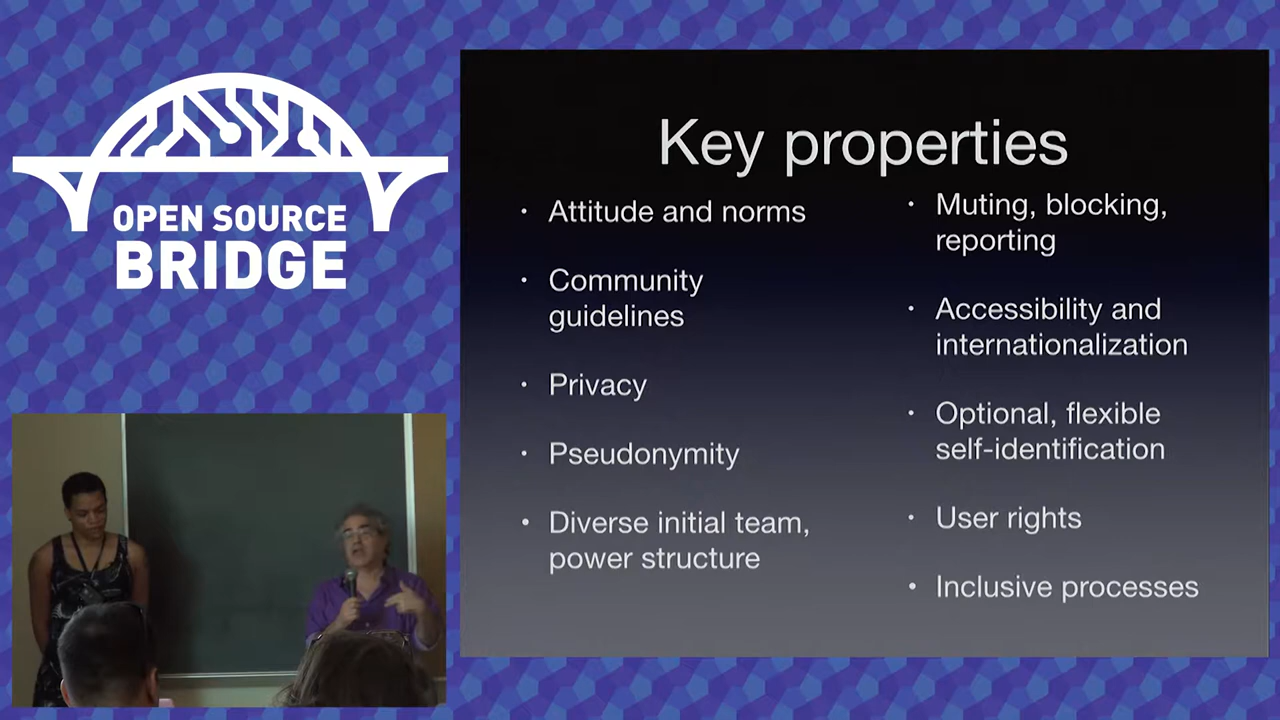 OPEN SOURCE
BRIDGE
Key properties
• Attitude and norms
• Community
guidelines
• Privacy
• Pseudonymity
• Diverse initial team,
power structure
• Muting, blocking,
reporting
• Accessibility and
internationalization
• Optional, flexible
self-identification
• User rights
• Inclusive processes